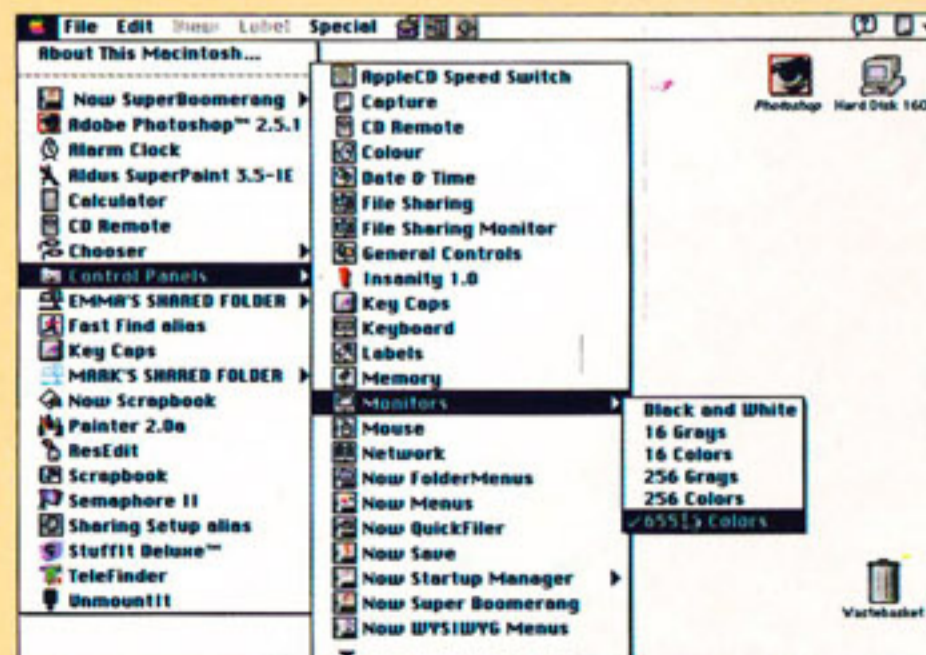 File Edit View Label Special
About This Macintosh...
Now SuperBoomerang
Adobe Photoshop™ 2.5.1
Alarm Clock
Aldus SuperPaint 3.5-IE
Calculator
CD Remote
Chooser
Control Panels
EMMA'S SHARED FOLDER
Fast Find alias
Key Caps
MARK'S SHARED FOLDER
Now Scrapbook
Painter 2.0a
ResEdit
Scrapbook
Semaphore II
Sharing Setup alias
StuffIt Deluxe™
TeleFinder
UnmountIt
AppleCD Speed Switch
Capture
CD Remote
Colour
Date & Time
File Sharing
File Sharing Monitor
General Controls
Insanity 1.0
Key Caps
Keyboard
Labels
Memory
Monitors
Mouse
Network
Now FolderMenus
Now Menus
Now QuickFiler
Now Save
Now Startup Manager
Now Super Boomerang
Now WYSIWYG Menus
Black and White
16 Grays
16 Colors
256 Grays
256 Colors
✓ Colors
Photoshop
Hard Disk 160
Wastebasket